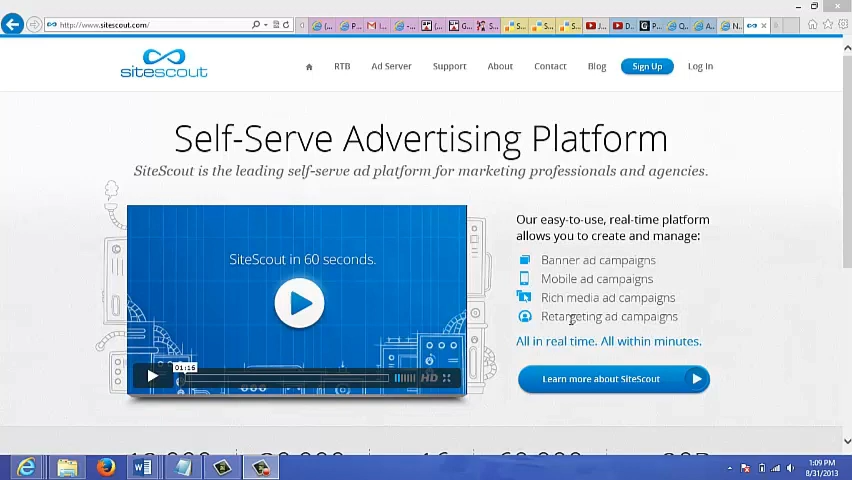 http://www.sitescout.com/
sitescout
RTB
Ad Server
Support
About
Contact
Blog
Sign Up
Log In
Self-Serve Advertising Platform
SiteScout is the leading self-serve ad platform for marketing professionals and agencies.
SiteScout in 60 seconds.
01:16
HD
Our easy-to-use, real-time platform
allows you to create and manage:
Banner ad campaigns
Mobile ad campaigns
Rich media ad campaigns
Retargeting ad campaigns
All in real time. All within minutes.
Learn more about SiteScout
1:09 PM
8/31/2013